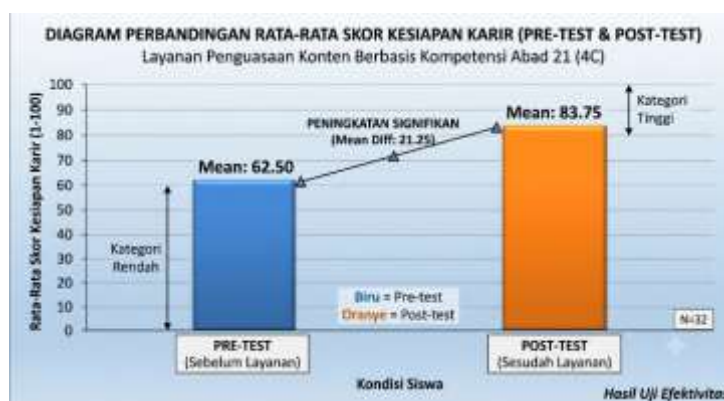 DIAGRAM PERBANDINGAN RATA-RATA SKOR KESIAPAN KARIR (PRE-TEST & POST-TEST)
Layanan Penguasaan Konten Berbasis Kompetensi Abad 21 (4C)
Rata-Rata Skor Kesiapan Karir (1-100)
100
90
80
70
60
50
40
30
20
10
0
Kategori
Rendah
Mean: 62.50
PENINGKATAN SIGNIFIKAN
(Mean Diff: 21.25)
Mean: 83.75
Kategori
Tinggi
Biru = Pre-test
Oranye = Post-test
N=32
PRE-TEST
(Sebelum Layanan)
POST-TEST
(Sesudah Layanan)
Kondisi Siswa
Hasil Uji Efektivita